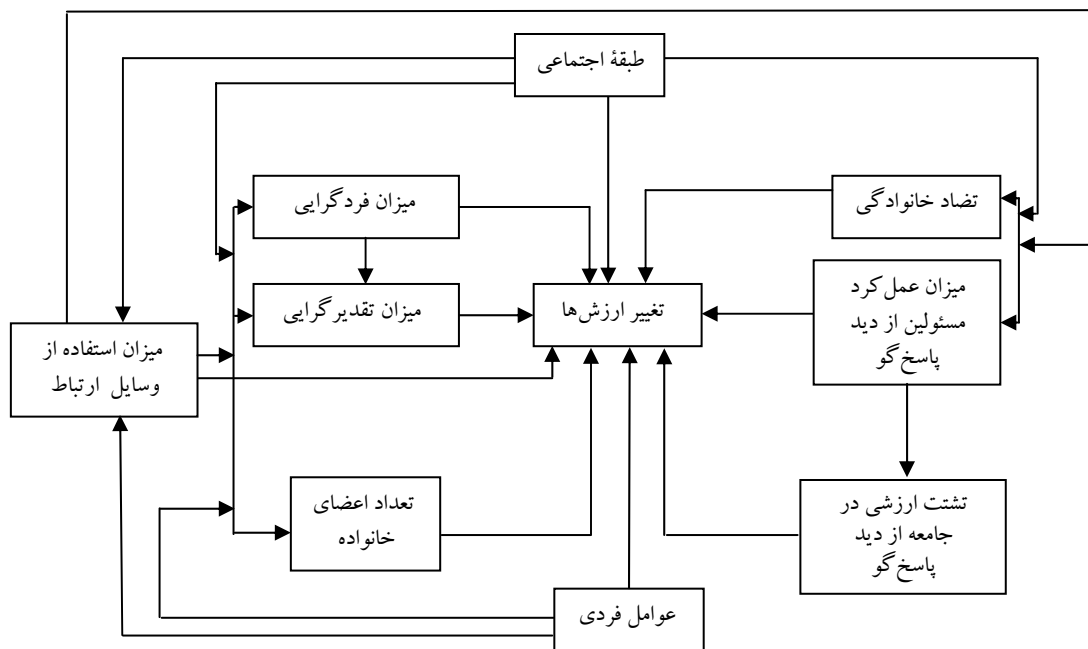 طبقۀ اجتماعی
تضاد خانوادگی
میزان فردگرایی
میزان عمل‌کرد
مسئولین از دید
پاسخ‌گو
تغییر ارزش‌ها
میزان تقدیرگرایی
میزان استفاده از
وسایل ارتباط
تشتت ارزشی در
جامعه از دید
پاسخ‌گو
تعداد اعضای
خانواده
عوامل فردی